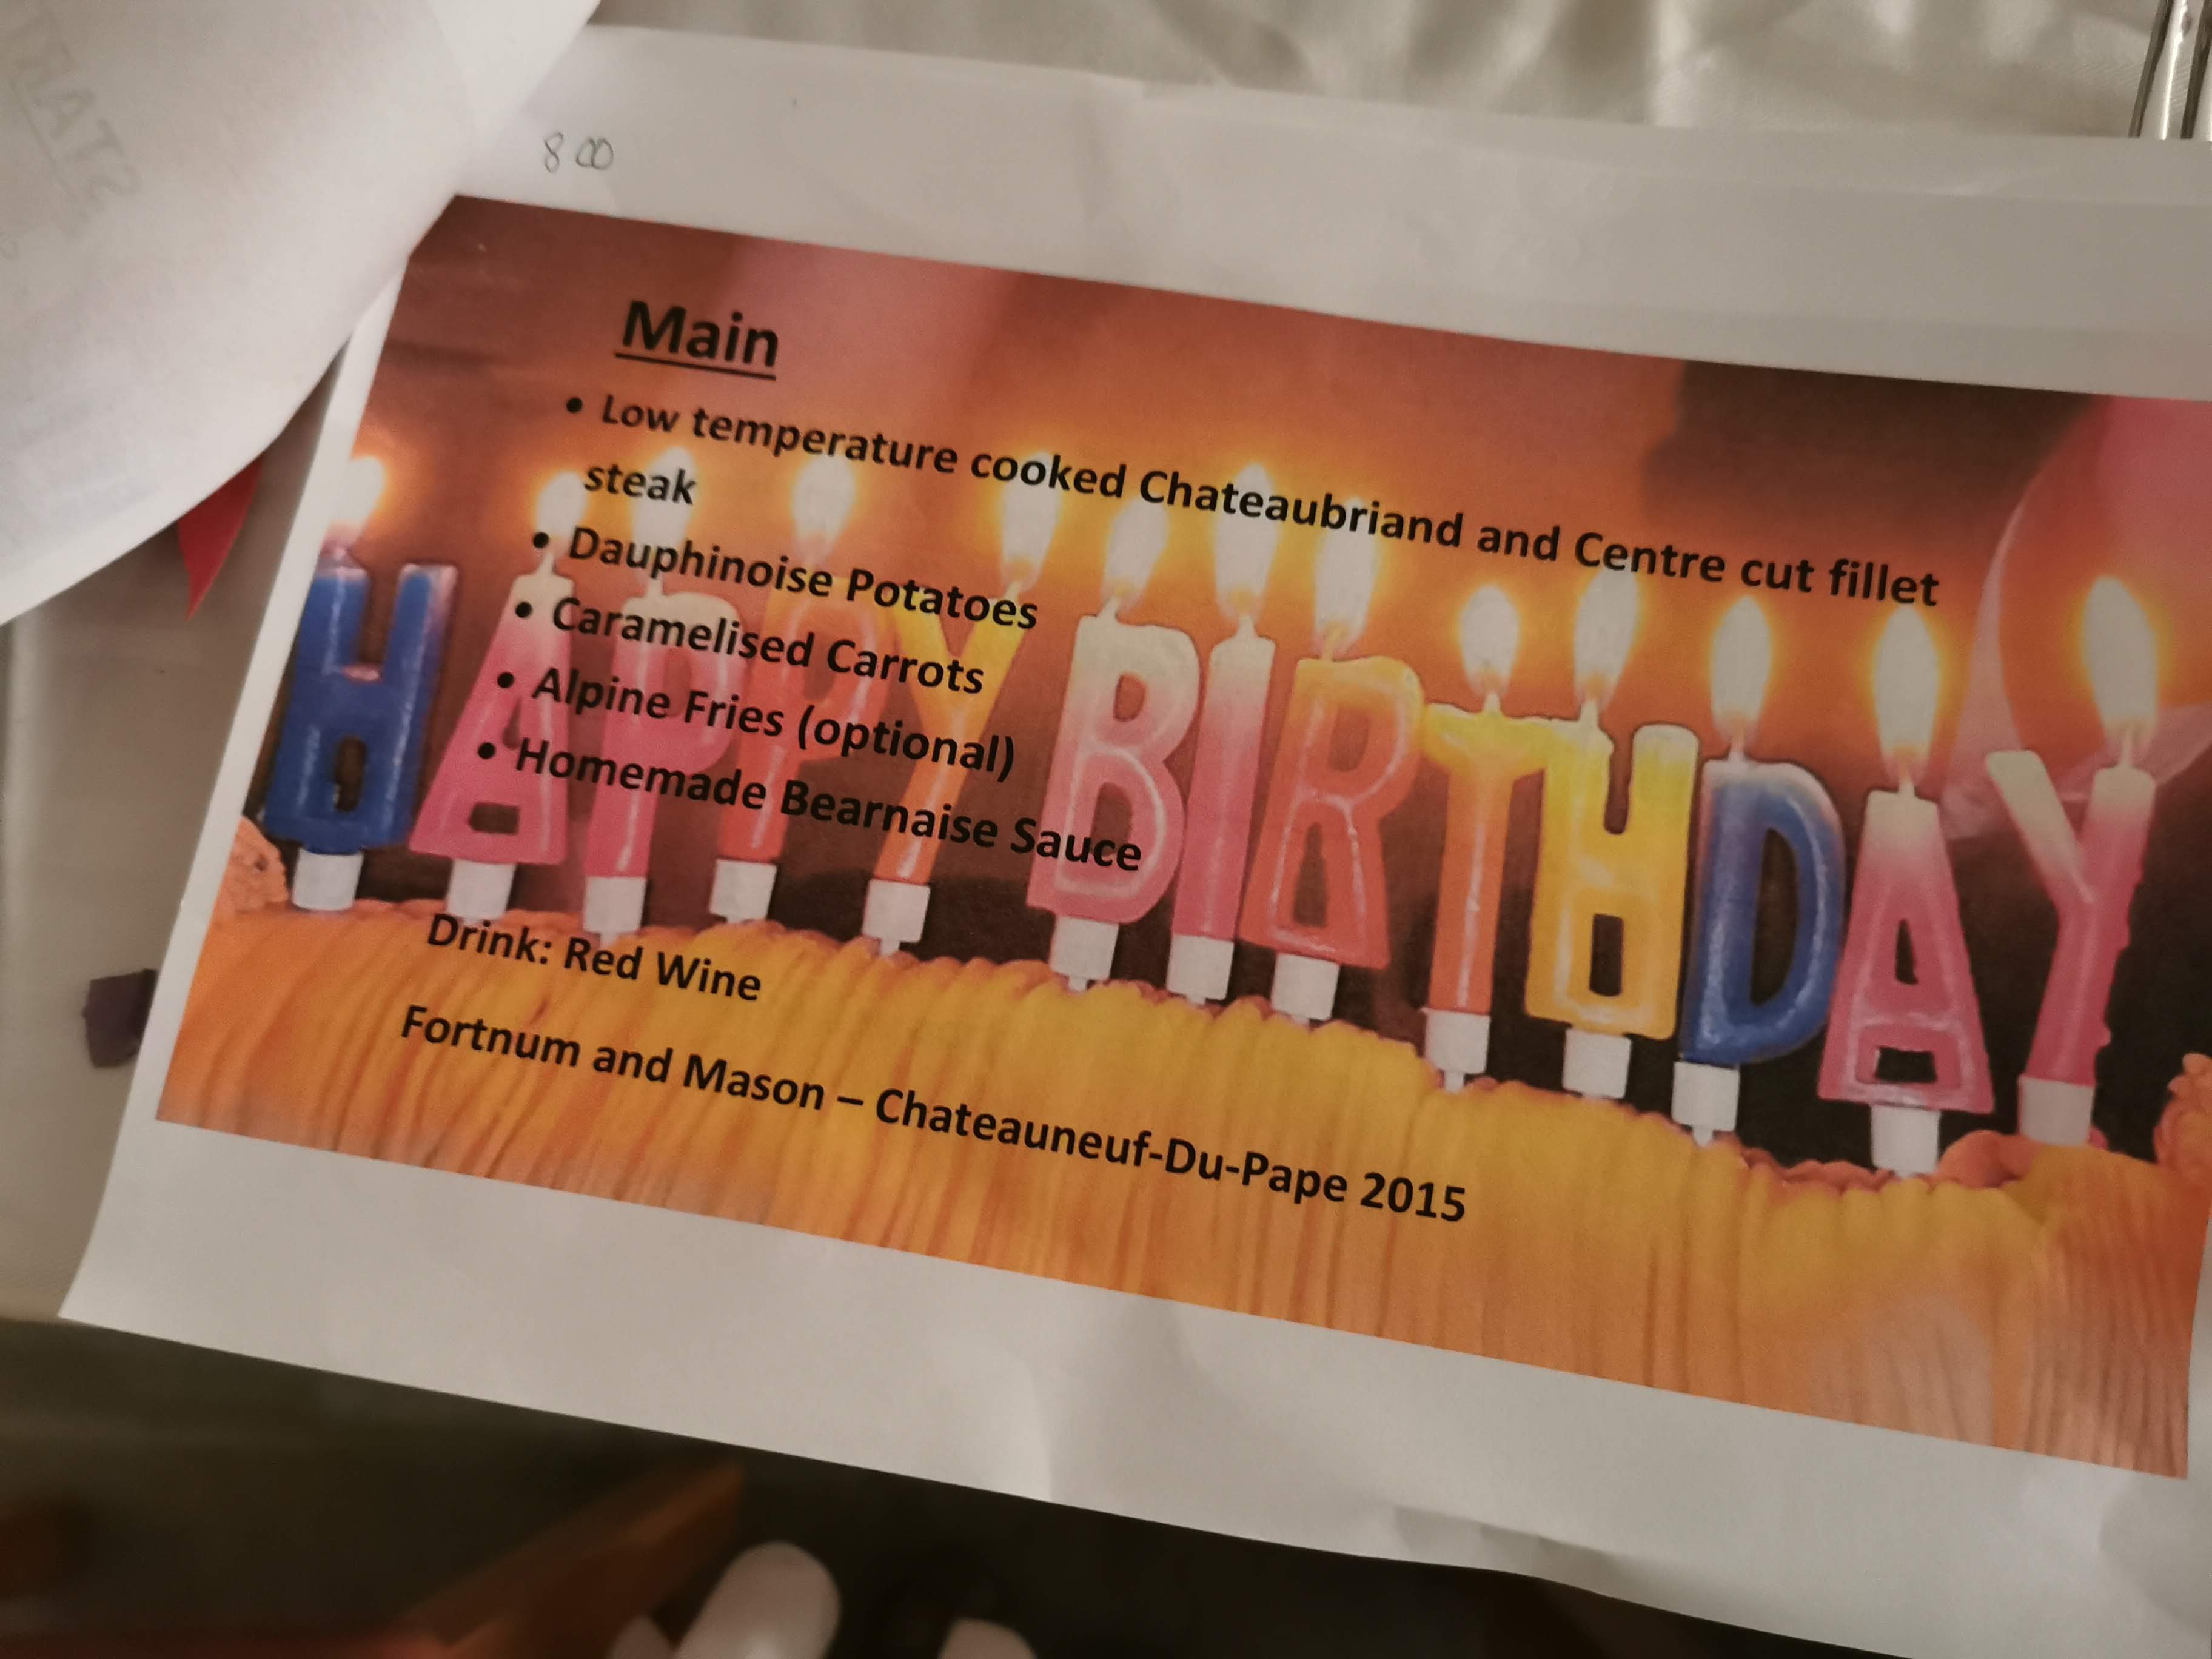 8 00
Main
• Low temperature cooked Chateaubriand and Centre cut fillet
steak
• Dauphinoise Potatoes
• Caramelised Carrots
• Alpine Fries (optional)
• Homemade Bearnaise Sauce
HAPPY BIRTHDAY
Drink: Red Wine
Fortnum and Mason – Chateauneuf-Du-Pape 2015